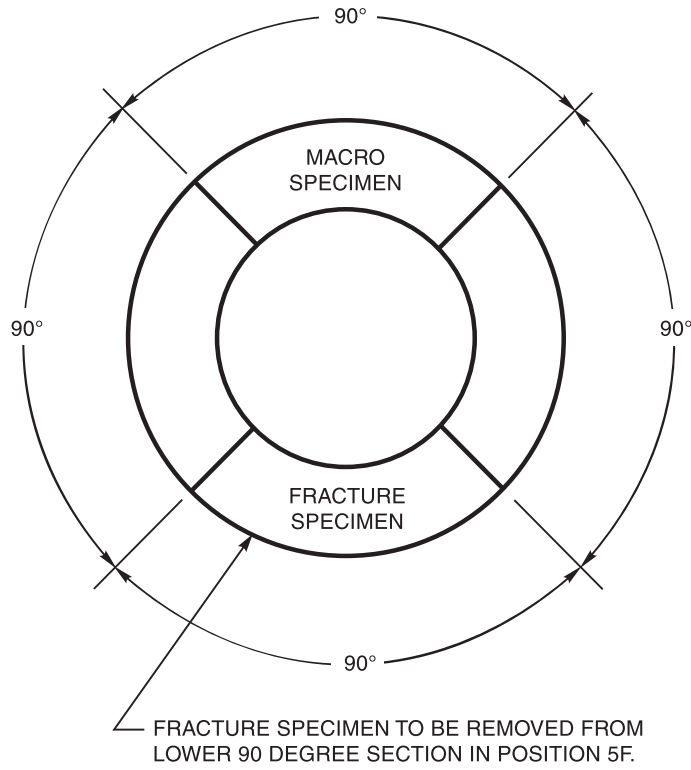 90°
MACRO
SPECIMEN
90°
90°
FRACTURE
SPECIMEN
90°
FRACTURE SPECIMEN TO BE REMOVED FROM
LOWER 90 DEGREE SECTION IN POSITION 5F.